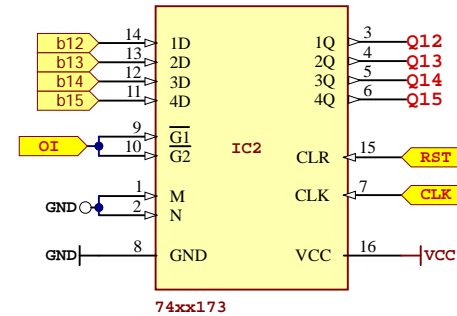 b12 14 1D 1Q 3 Q12
b13 13 2D 2Q 4 Q13
b14 12 3D 3Q 5 Q14
b15 11 4D 4Q 6 Q15
OI 9 G1
10 G2
IC2
CLR 15 RST
GND 1 M CLK 7 CLK
2 N
GND 8 GND VCC 16 VCC
74xx173